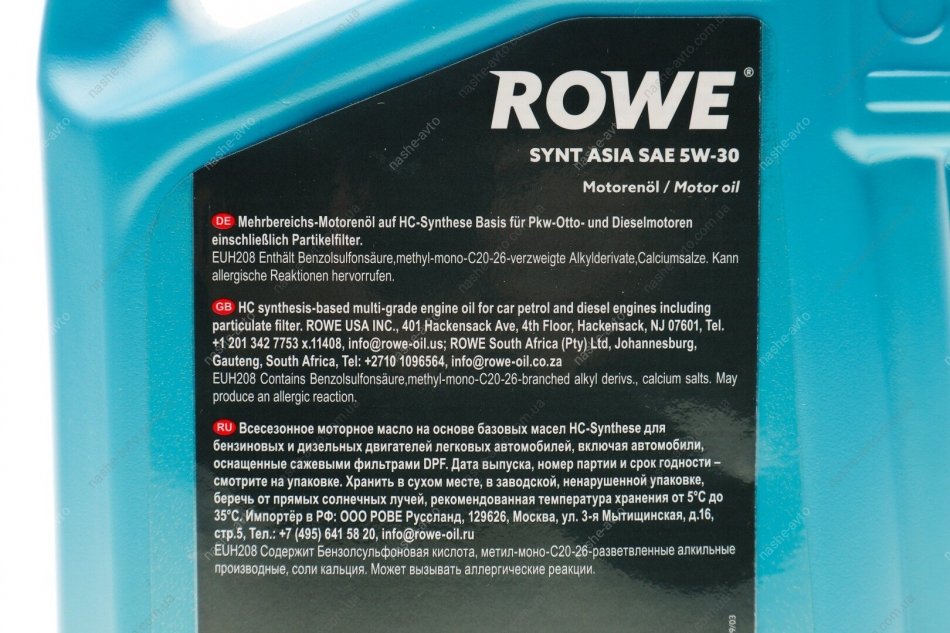 ROWE®
SYNT ASIA SAE 5W-30
Motorenöl / Motor oil
DE Mehrbereichs-Motorenöl auf HC-Synthese Basis für Pkw-Otto- und Dieselmotoren
einschließlich Partikelfilter.
EUH208 Enthält Benzolsulfonsäure,methyl-mono-C20-26-verzweigte Alkylderivate,Calciumsalze. Kann
allergische Reaktionen hervorrufen.
GB HC synthesis-based multi-grade engine oil for car petrol and diesel engines including
particulate filter. ROWE USA INC., 401 Hackensack Ave, 4th Floor, Hackensack, NJ 07601, Tel.
+1 201 342 7753 x.11408, info@rowe-oil.us; ROWE South Africa (Pty) Ltd, Johannesburg,
Gauteng, South Africa, Tel: +2710 1096564, info@rowe-oil.co.za
EUH208 Contains Benzolsulfonsäure,methyl-mono-C20-26-branched alkyl derivs., calcium salts. May
produce an allergic reaction.
RU Всесезонное моторное масло на основе базовых масел HC-Synthese для
бензиновых и дизельных двигателей легковых автомобилей, включая автомобили,
оснащенные сажевыми фильтрами DPF. Дата выпуска, номер партии и срок годности –
смотрите на упаковке. Хранить в сухом месте, в заводской, ненарушенной упаковке,
беречь от прямых солнечных лучей, рекомендованная температура хранения от 5°C до
35°C. Импортёр в РФ: ООО РОВЕ Русоланд, 129626, Москва, ул. 3-я Мытищинская, д.16,
стр.5, Тел.: +7 (495) 641 58 20, info@rowe-oil.ru
EUH208 Содержит Бензолсульфоновая кислота, метил-моно-C20-26-разветвленные алкильные
производные, соли кальция. Может вызывать аллергические реакции.
9/03
nashe-avto.com.ua